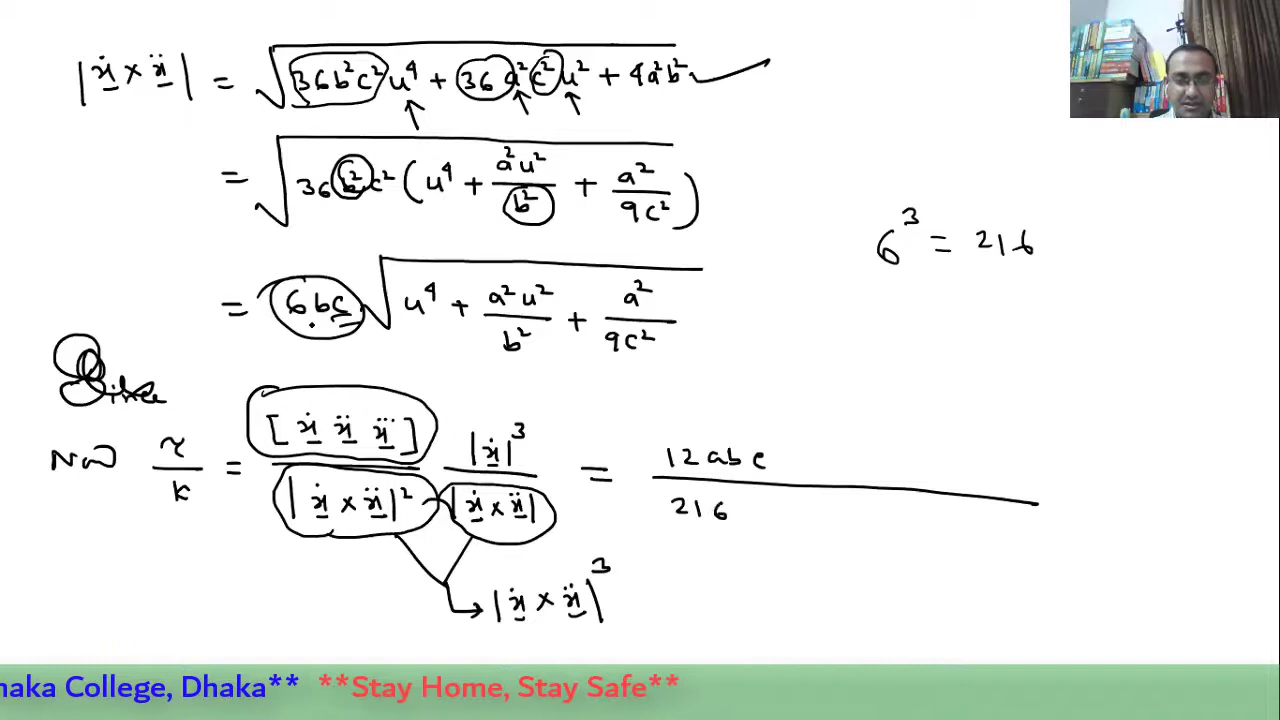 |ẋ × ẍ| = √(36b²c²u⁴ + 36a²c²u² + 4a²b²)
= √(36b²c²(u⁴ + a²u²/b² + a²/9c²))
6³ = 216
= 6bc√(u⁴ + a²u²/b² + a²/9c²)
Now τ/k = [ẋ ẍ x⃛]/|ẋ × ẍ|² |ẋ|³/|ẋ × ẍ| = 12abc/216
→ |ẋ × ẍ|³
haka College, Dhaka** **Stay Home, Stay Safe**